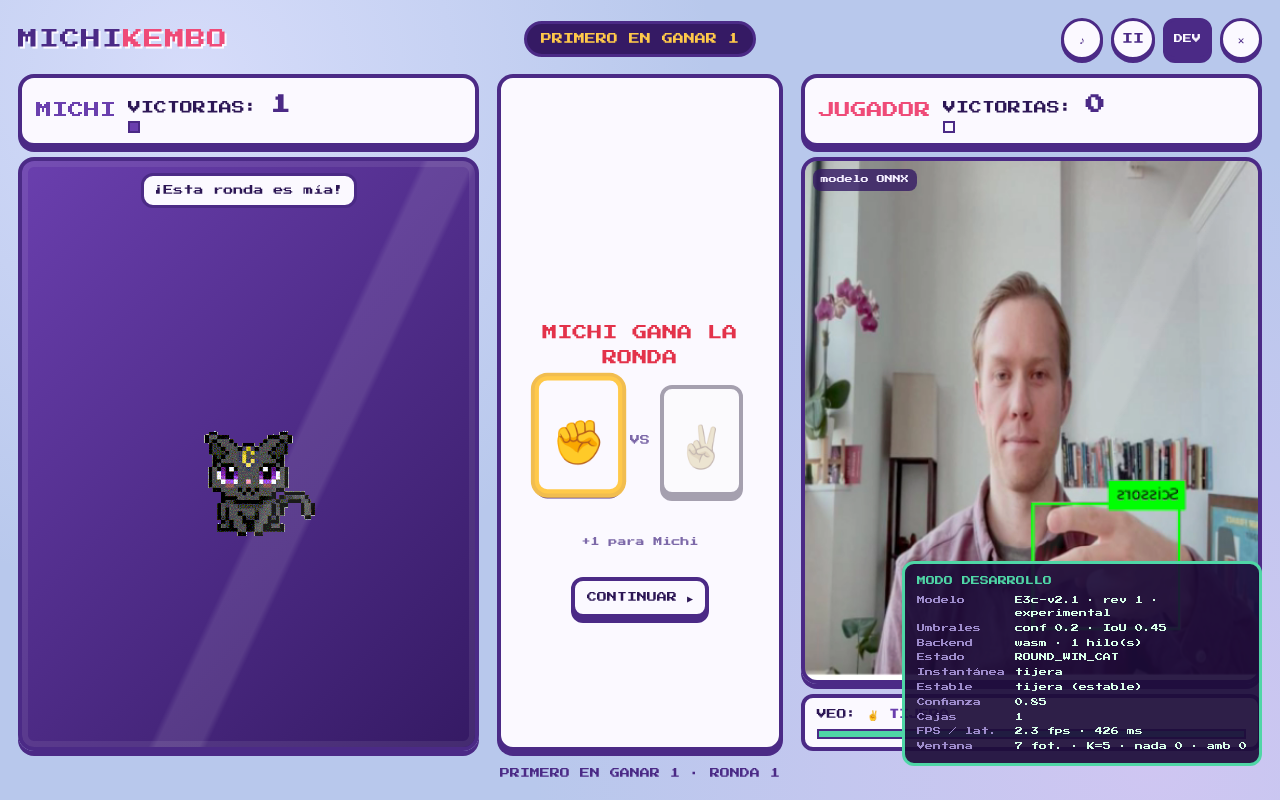 MICHIKEMBO
PRIMERO EN GANAR 1
♪
II
DEV
×
MICHI VICTORIAS: 1
¡Esta ronda es mía!
MICHI GANA LA
RONDA
VS
+1 para Michi
CONTINUAR ▸
JUGADOR VICTORIAS: 0
modelo ONNX
Scissors
MODO DESARROLLO
Modelo E3c-v2.1 · rev 1 ·
experimental
Umbrales conf 0.2 · IoU 0.45
Backend wasm · 1 hilo(s)
Estado ROUND_WIN_CAT
Instantánea tijera
Estable tijera (estable)
Confianza 0.85
Cajas 1
FPS / lat. 2.3 fps · 426 ms
Ventana 7 fot. · K=5 · nada 0 · amb 0
VEO:
PRIMERO EN GANAR 1 · RONDA 1